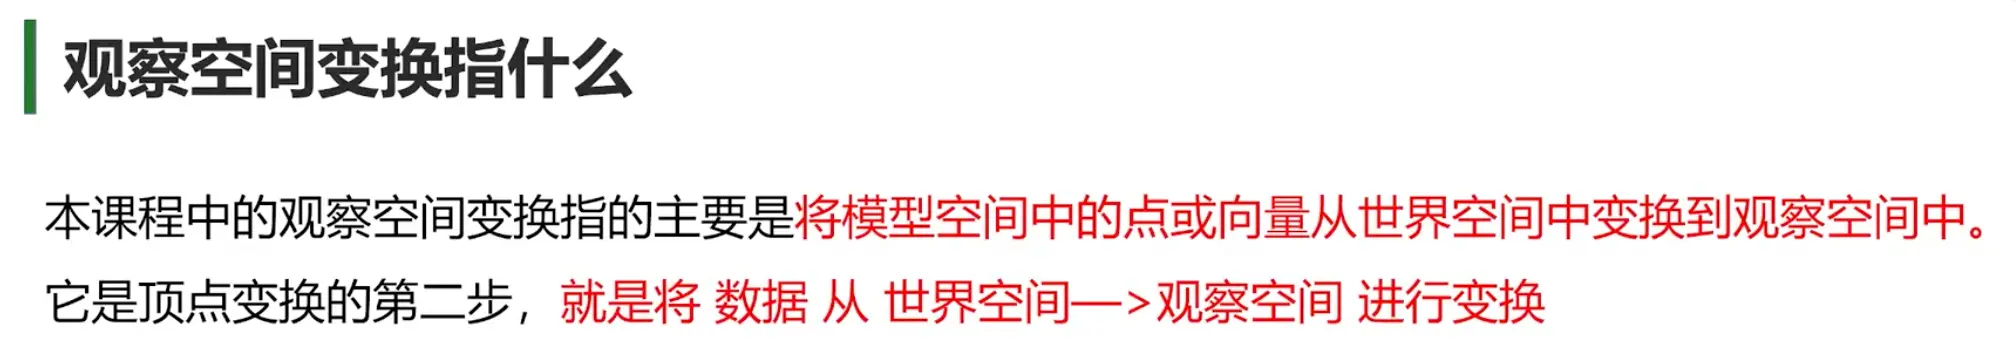 观察空间变换指什么
本课程中的观察空间变换指的主要是将模型空间中的点或向量从世界空间中变换到观察空间中。
它是顶点变换的第二步，就是将 数据 从 世界空间—>观察空间 进行变换